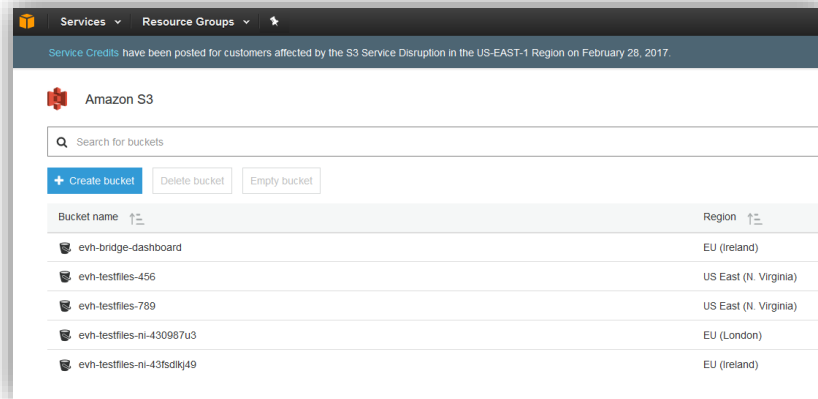 Services Resource Groups
Service Credits have been posted for customers affected by the S3 Service Disruption in the US-EAST-1 Region on February 28, 2017.
Amazon S3
Search for buckets
+ Create bucket Delete bucket Empty bucket
Bucket name Region
evh-bridge-dashboard EU (Ireland)
evh-testfiles-456 US East (N. Virginia)
evh-testfiles-789 US East (N. Virginia)
evh-testfiles-ni-430987u3 EU (London)
evh-testfiles-ni-43fsdlkj49 EU (Ireland)